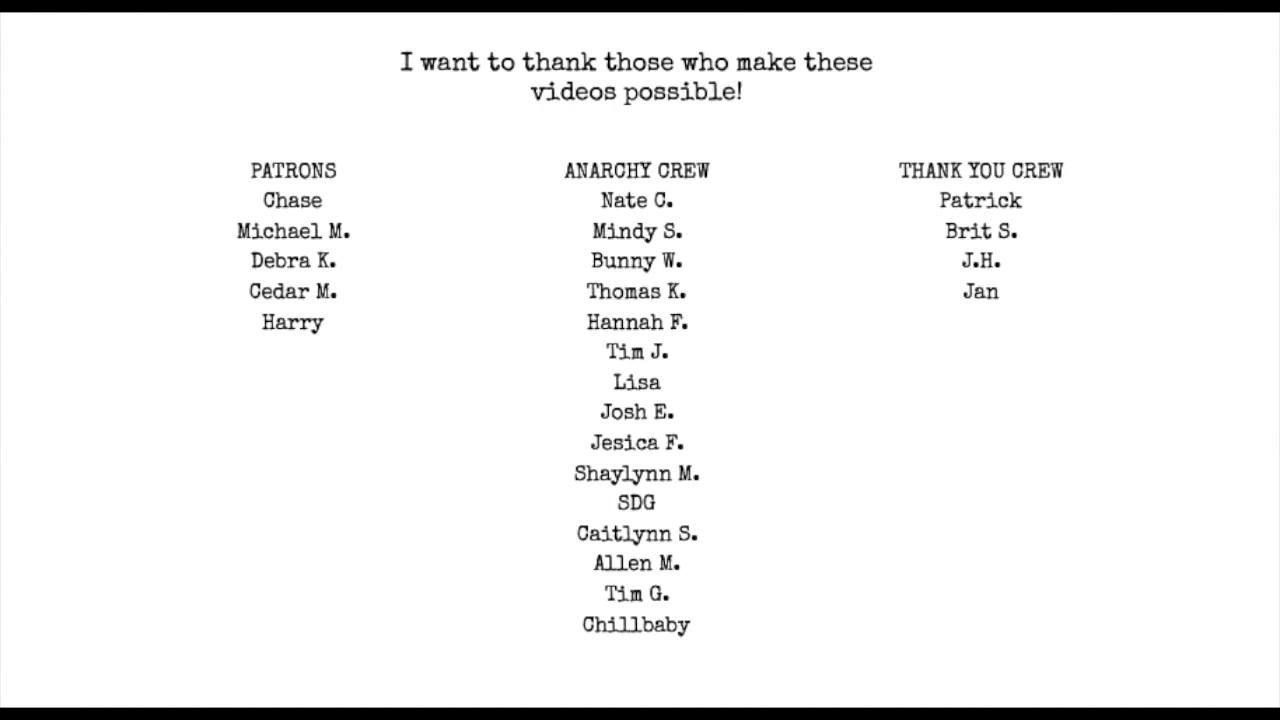 I want to thank those who make these
videos possible!
PATRONS
Chase
Michael M.
Debra K.
Cedar M.
Harry
ANARCHY CREW
Nate C.
Mindy S.
Bunny W.
Thomas K.
Hannah F.
Tim J.
Lisa
Josh E.
Jesica F.
Shaylynn M.
SDG
Caitlynn S.
Allen M.
Tim G.
Chillbaby
THANK YOU CREW
Patrick
Brit S.
J.H.
Jan